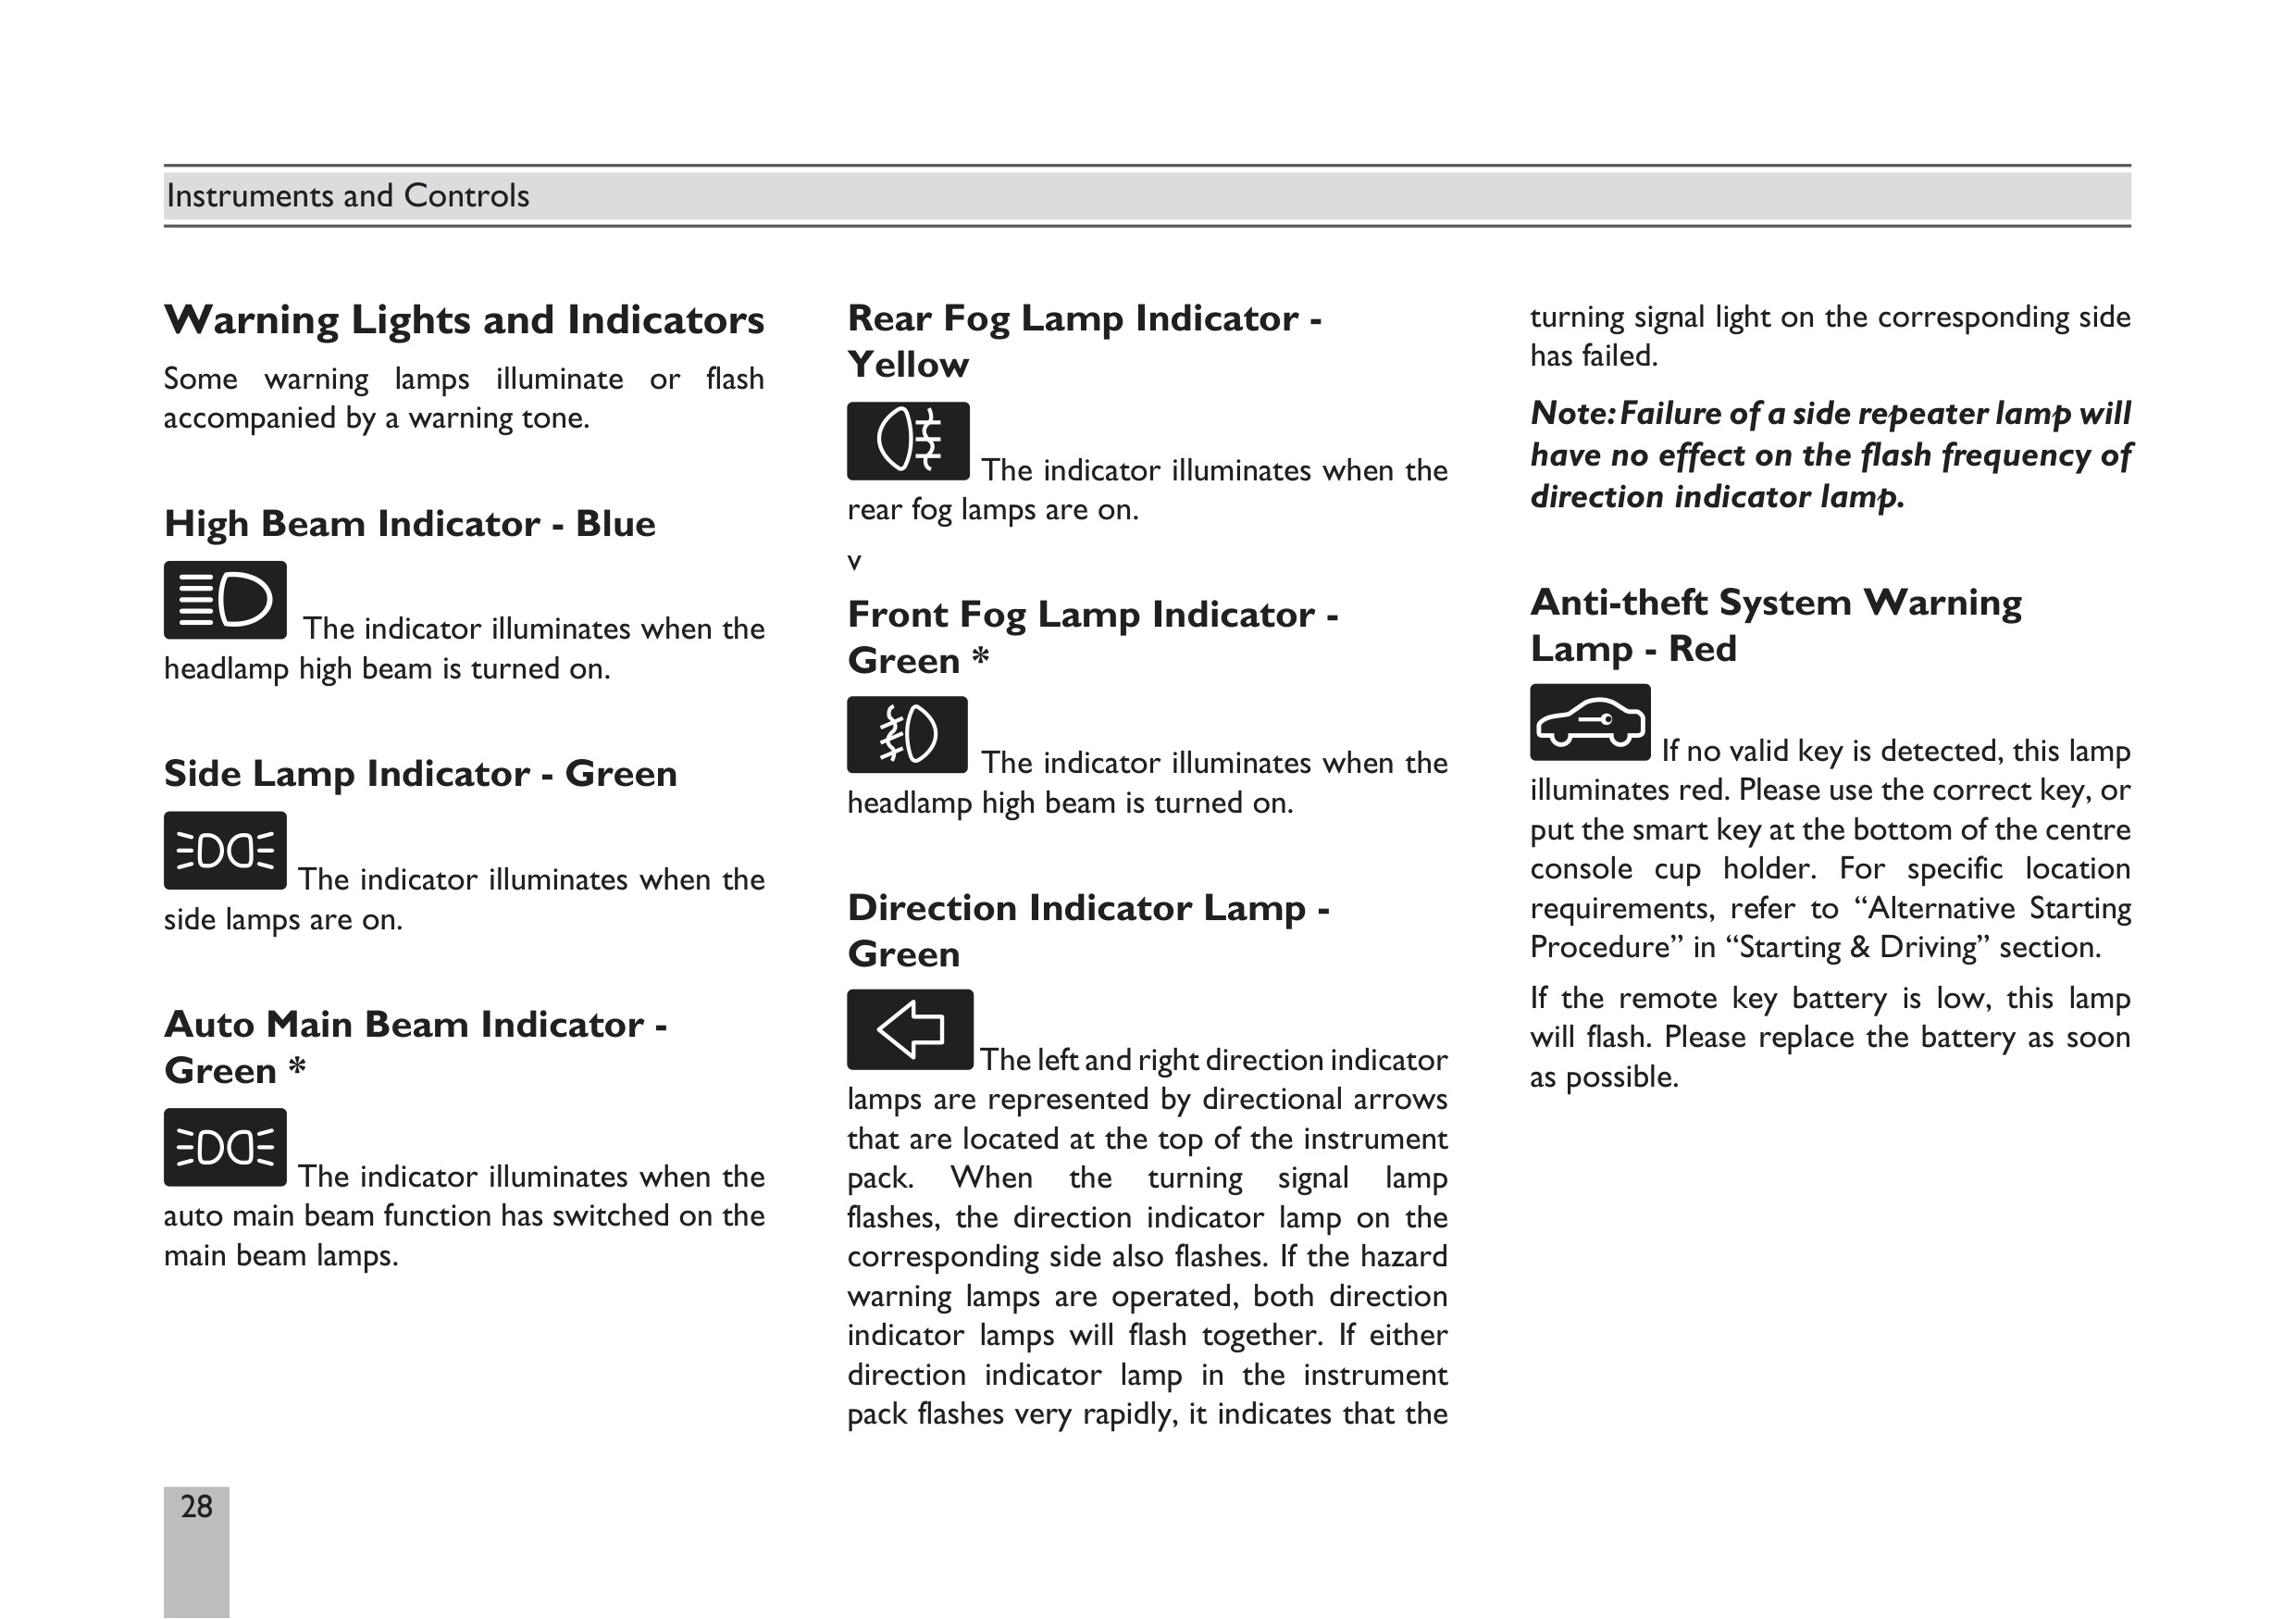 Instruments and Controls
Warning Lights and Indicators
Some warning lamps illuminate or flash
accompanied by a warning tone.
High Beam Indicator - Blue
The indicator illuminates when the
headlamp high beam is turned on.
Side Lamp Indicator - Green
The indicator illuminates when the
side lamps are on.
Auto Main Beam Indicator -
Green *
The indicator illuminates when the
auto main beam function has switched on the
main beam lamps.
Rear Fog Lamp Indicator -
Yellow
The indicator illuminates when the
rear fog lamps are on.
v
Front Fog Lamp Indicator -
Green *
The indicator illuminates when the
headlamp high beam is turned on.
Direction Indicator Lamp -
Green
The left and right direction indicator
lamps are represented by directional arrows
that are located at the top of the instrument
pack. When the turning signal lamp
flashes, the direction indicator lamp on the
corresponding side also flashes. If the hazard
warning lamps are operated, both direction
indicator lamps will flash together. If either
direction indicator lamp in the instrument
pack flashes very rapidly, it indicates that the
turning signal light on the corresponding side
has failed.
Note: Failure of a side repeater lamp will
have no effect on the flash frequency of
direction indicator lamp.
Anti-theft System Warning
Lamp - Red
If no valid key is detected, this lamp
illuminates red. Please use the correct key, or
put the smart key at the bottom of the centre
console cup holder. For specific location
requirements, refer to “Alternative Starting
Procedure” in “Starting & Driving” section.
If the remote key battery is low, this lamp
will flash. Please replace the battery as soon
as possible.
28